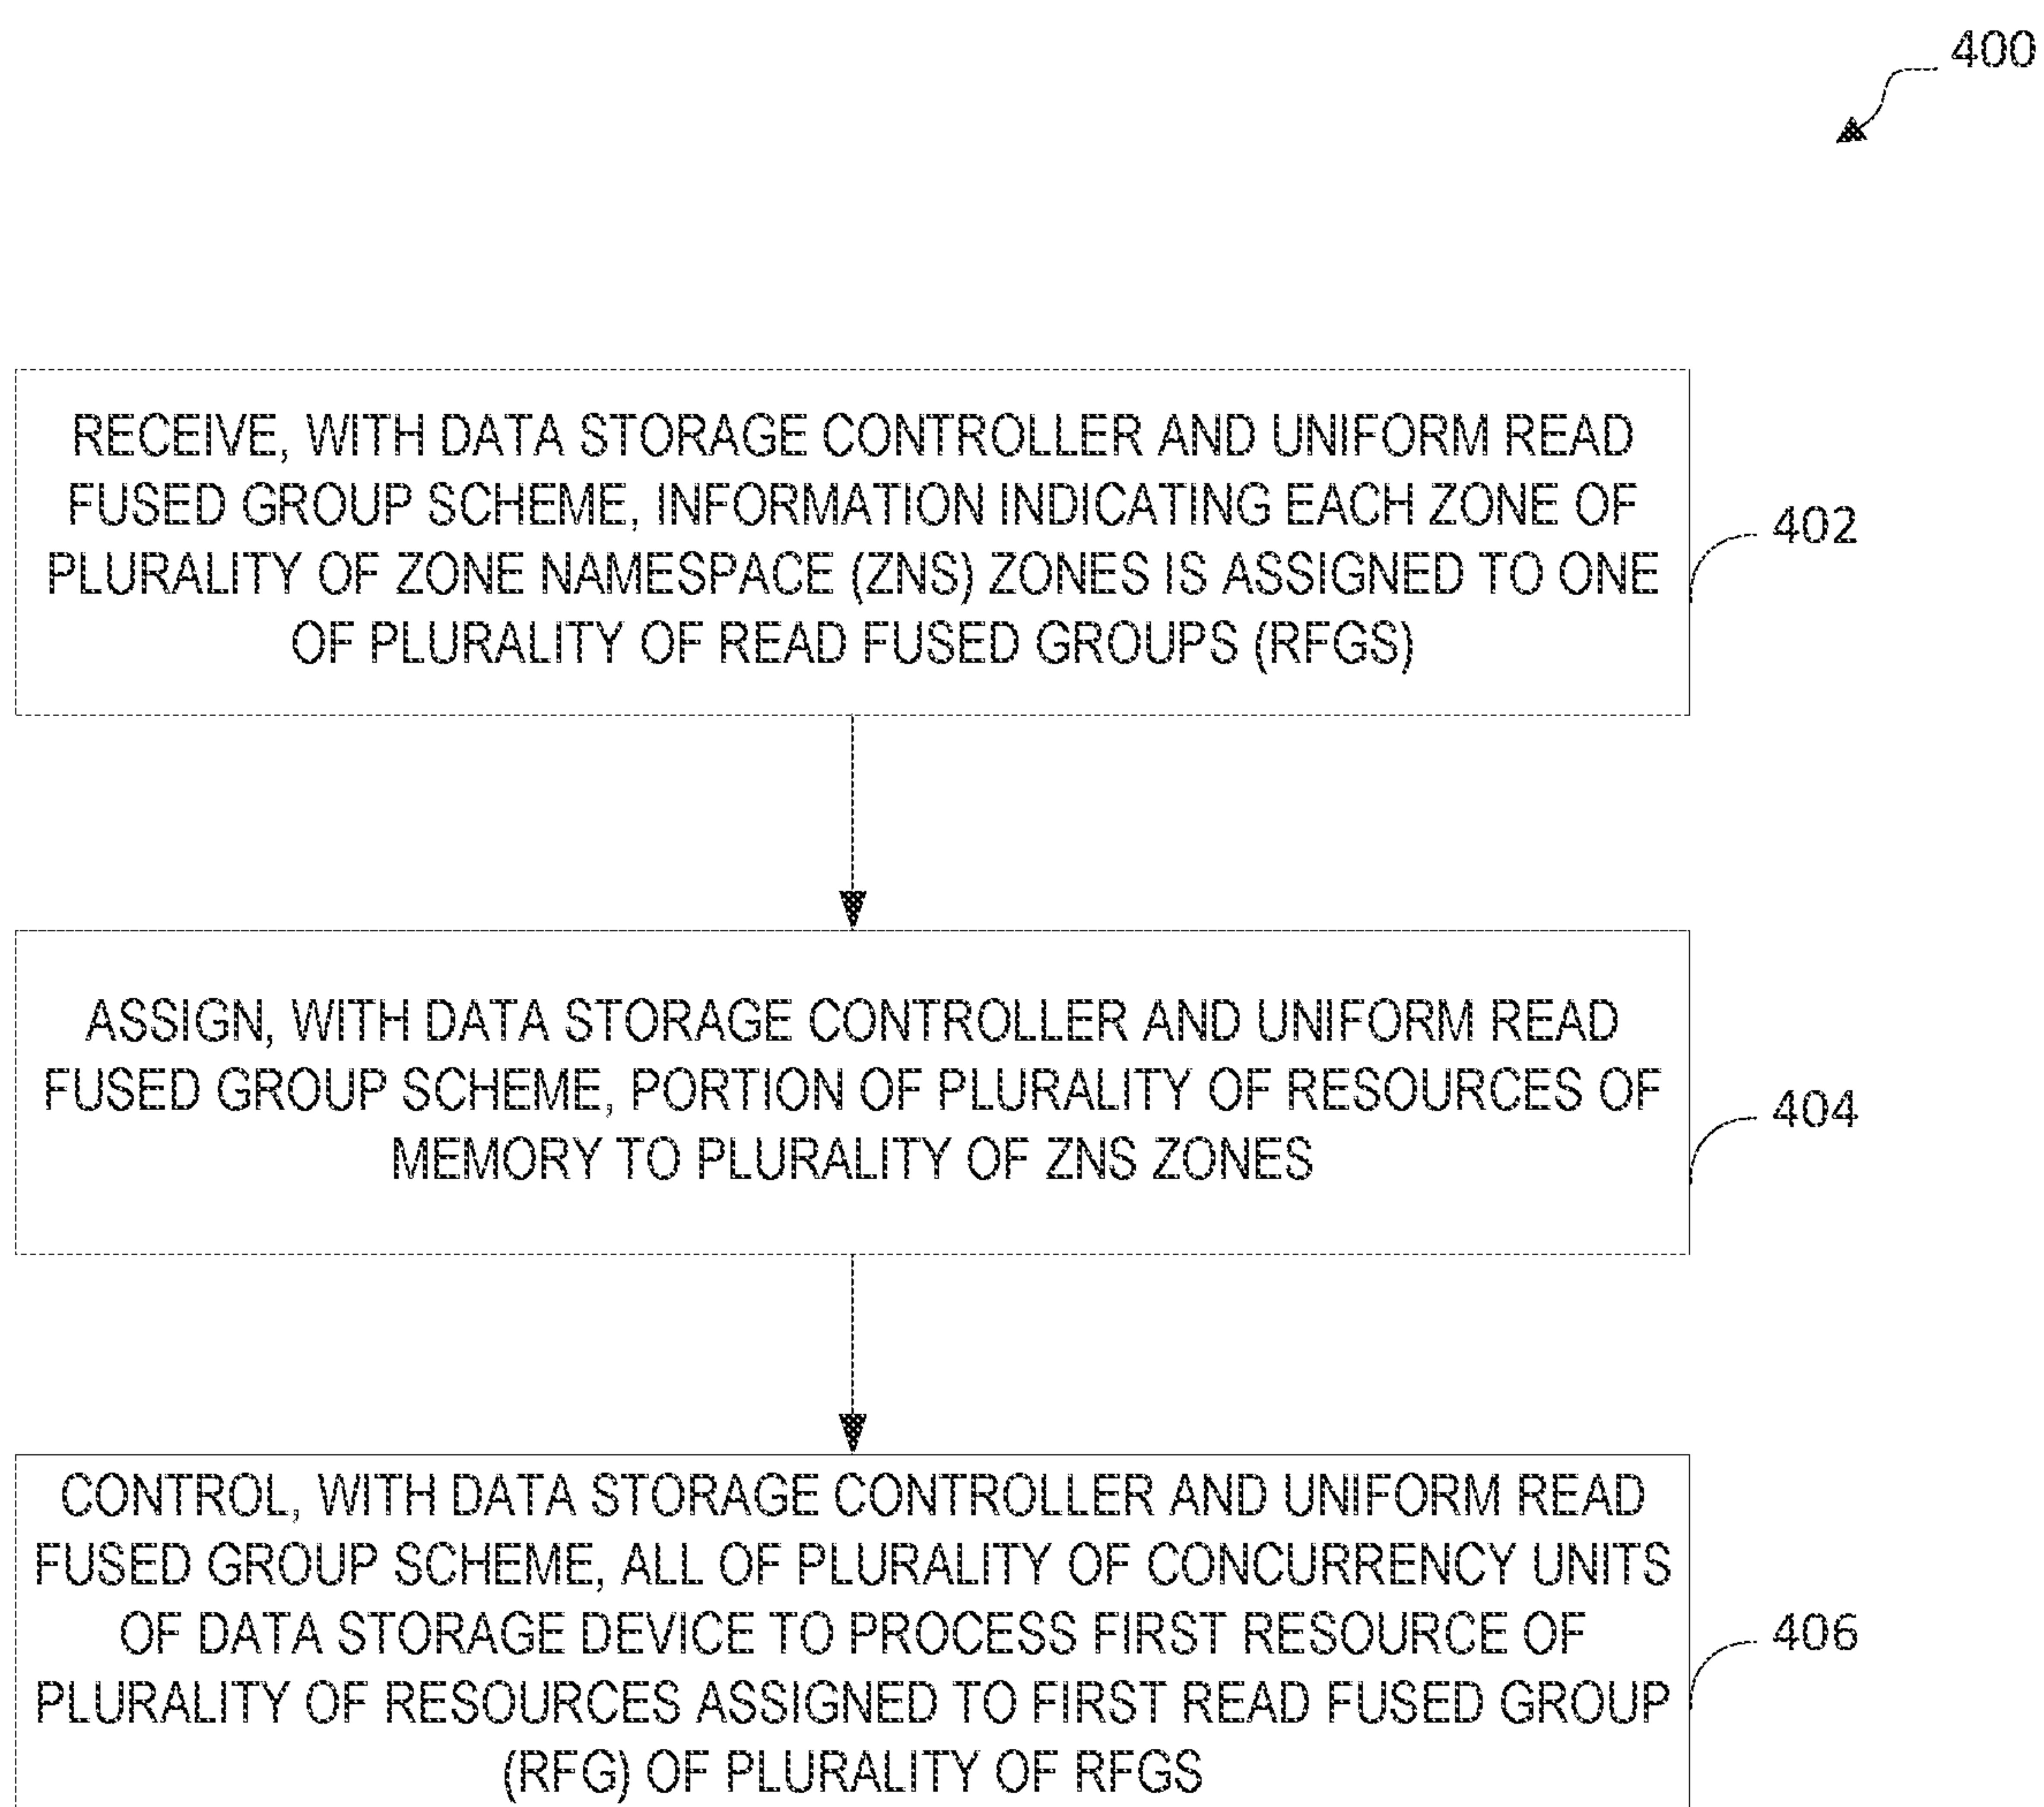 400
RECEIVE, WITH DATA STORAGE CONTROLLER AND UNIFORM READ
FUSED GROUP SCHEME, INFORMATION INDICATING EACH ZONE OF
PLURALITY OF ZONE NAMESPACE (ZNS) ZONES IS ASSIGNED TO ONE
OF PLURALITY OF READ FUSED GROUPS (RFGS)
402
ASSIGN, WITH DATA STORAGE CONTROLLER AND UNIFORM READ
FUSED GROUP SCHEME, PORTION OF PLURALITY OF RESOURCES OF
MEMORY TO PLURALITY OF ZNS ZONES
404
CONTROL, WITH DATA STORAGE CONTROLLER AND UNIFORM READ
FUSED GROUP SCHEME, ALL OF PLURALITY OF CONCURRENCY UNITS
OF DATA STORAGE DEVICE TO PROCESS FIRST RESOURCE OF
PLURALITY OF RESOURCES ASSIGNED TO FIRST READ FUSED GROUP
(RFG) OF PLURALITY OF RFGS
406